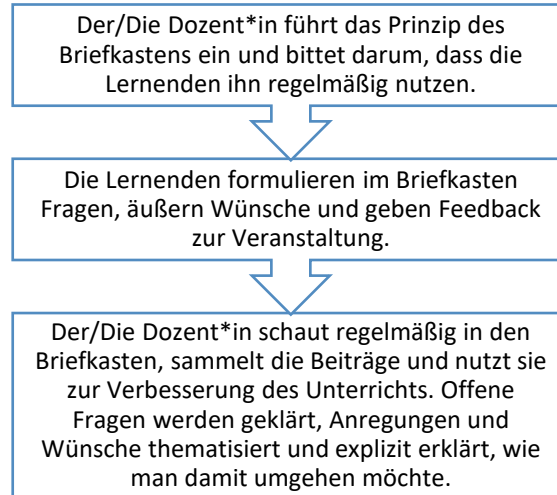 Der/Die Dozent*in führt das Prinzip des
Briefkastens ein und bittet darum, dass die
Lernenden ihn regelmäßig nutzen.
Die Lernenden formulieren im Briefkasten
Fragen, äußern Wünsche und geben Feedback
zur Veranstaltung.
Der/Die Dozent*in schaut regelmäßig in den
Briefkasten, sammelt die Beiträge und nutzt sie
zur Verbesserung des Unterrichts. Offene
Fragen werden geklärt, Anregungen und
Wünsche thematisiert und explizit erklärt, wie
man damit umgehen möchte.